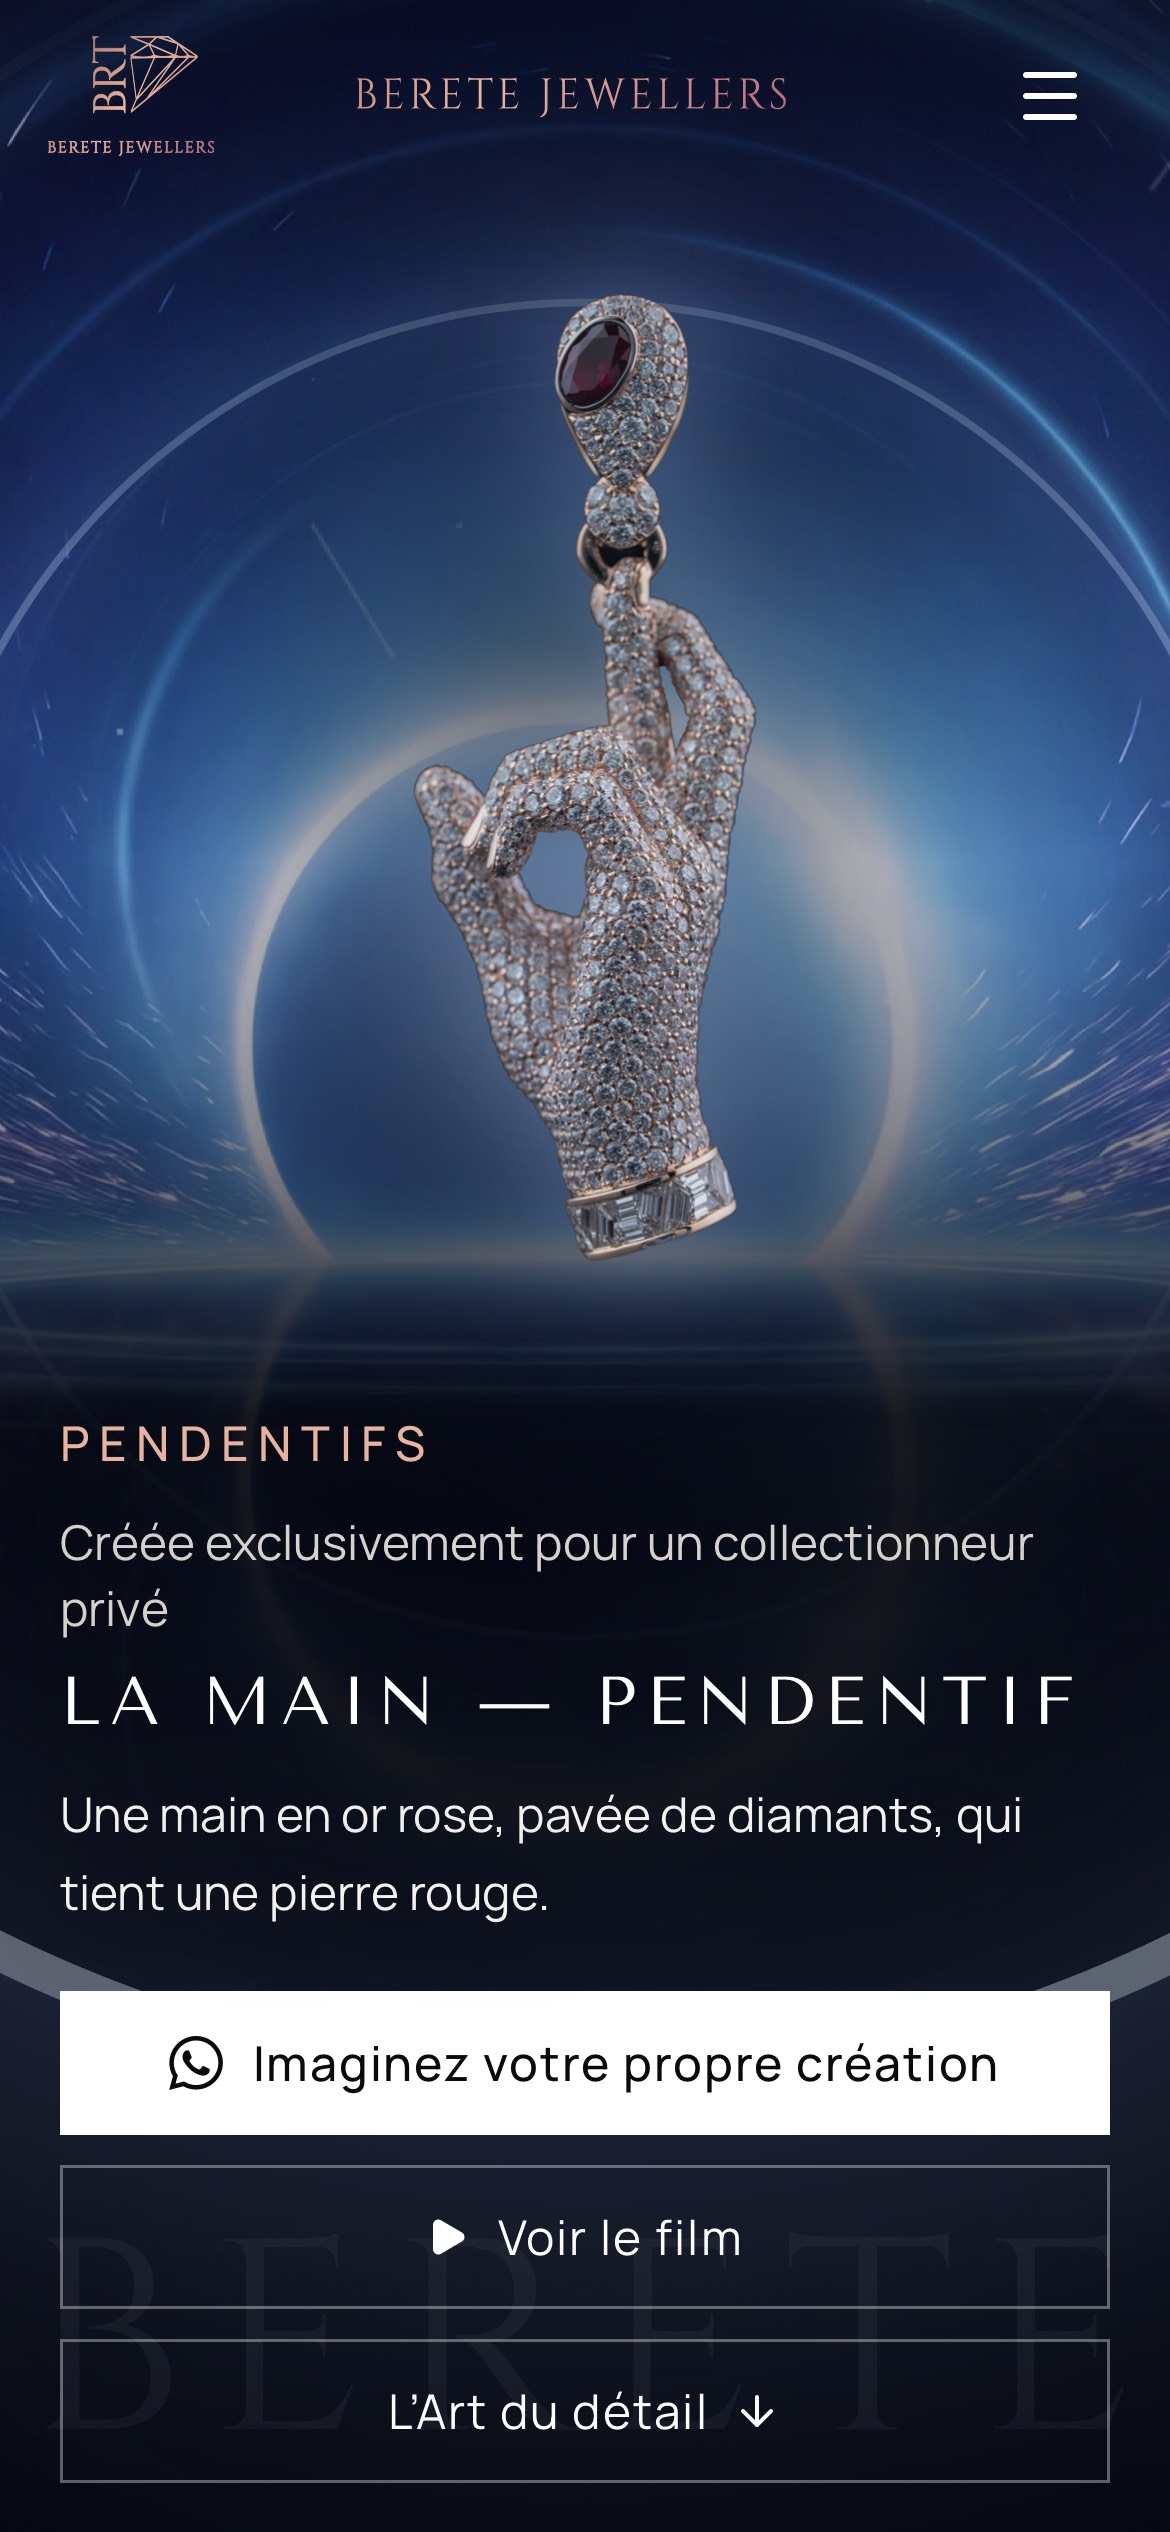 BRT
BERETE JEWELLERS
BERETE JEWELLERS
PENDENTIFS
Créée exclusivement pour un collectionneur
privé
LA MAIN — PENDENTIF
Une main en or rose, pavée de diamants, qui
tient une pierre rouge.
Imaginez votre propre création
Voir le film
BERETE
L’Art du détail